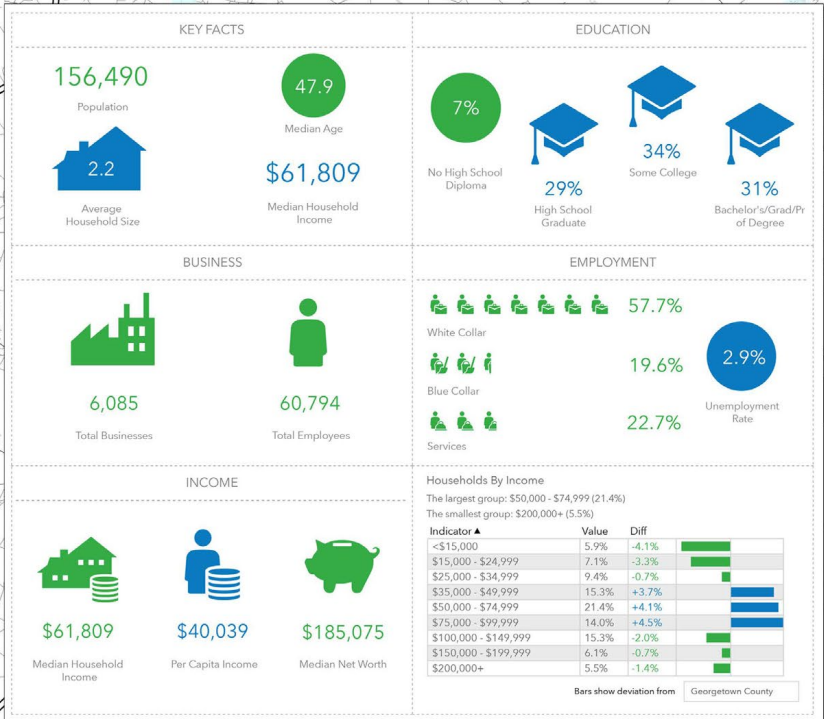 KEY FACTS
156,490
Population
47.9
Median Age
2.2
Average
Household Size
$61,809
Median Household
Income
EDUCATION
7%
No High School
Diploma
29%
High School
Graduate
34%
Some College
31%
Bachelor's/Grad/Pr
of Degree
BUSINESS
6,085
Total Businesses
60,794
Total Employees
EMPLOYMENT
57.7%
White Collar
19.6%
Blue Collar
22.7%
Services
2.9%
Unemployment
Rate
INCOME
$61,809
Median Household
Income
$40,039
Per Capita Income
$185,075
Median Net Worth
Households By Income
The largest group: $50,000 - $74,999 (21.4%)
The smallest group: $200,000+ (5.5%)
Indicator ▲ Value Diff
<$15,000 5.9% -4.1%
$15,000 - $24,999 7.1% -3.3%
$25,000 - $34,999 9.4% -0.7%
$35,000 - $49,999 15.3% +3.7%
$50,000 - $74,999 21.4% +4.1%
$75,000 - $99,999 14.0% +4.5%
$100,000 - $149,999 15.3% -2.0%
$150,000 - $199,999 6.1% -0.7%
$200,000+ 5.5% -1.4%
Bars show deviation from Georgetown County